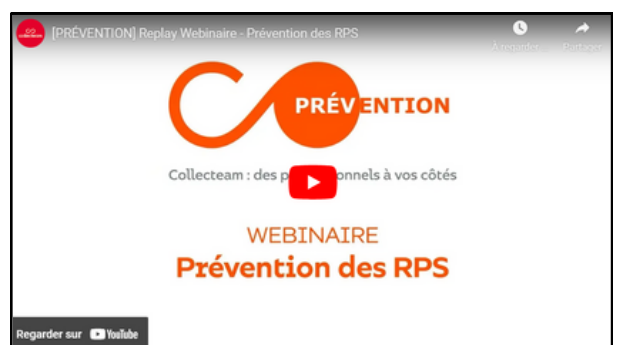 [PRÉVENTION] Replay Webinaire - Prévention des RPS
À regarder ... Partager
PRÉVENTION
Collecteam : des p onnels à vos côtés
WEBINAIRE
Prévention des RPS
Regarder sur YouTube